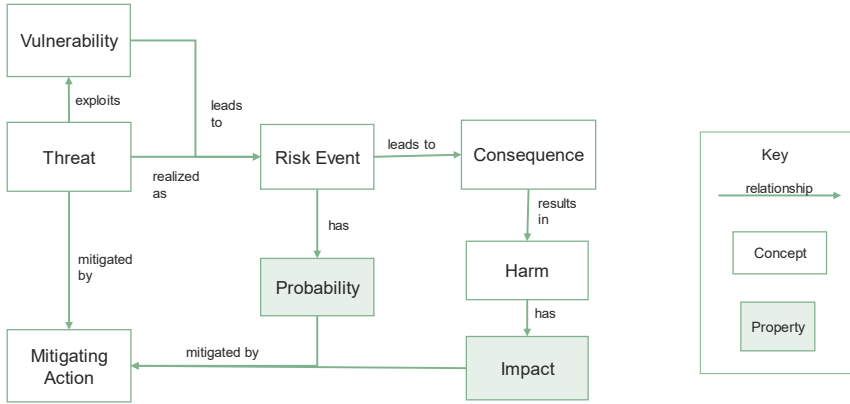 Vulnerability
exploits
leads
to
Threat
Risk Event
leads to
Consequence
realized
as
results
in
has
mitigated
by
Probability
Harm
has
Mitigating
Action
mitigated by
Impact
Key
relationship
Concept
Property